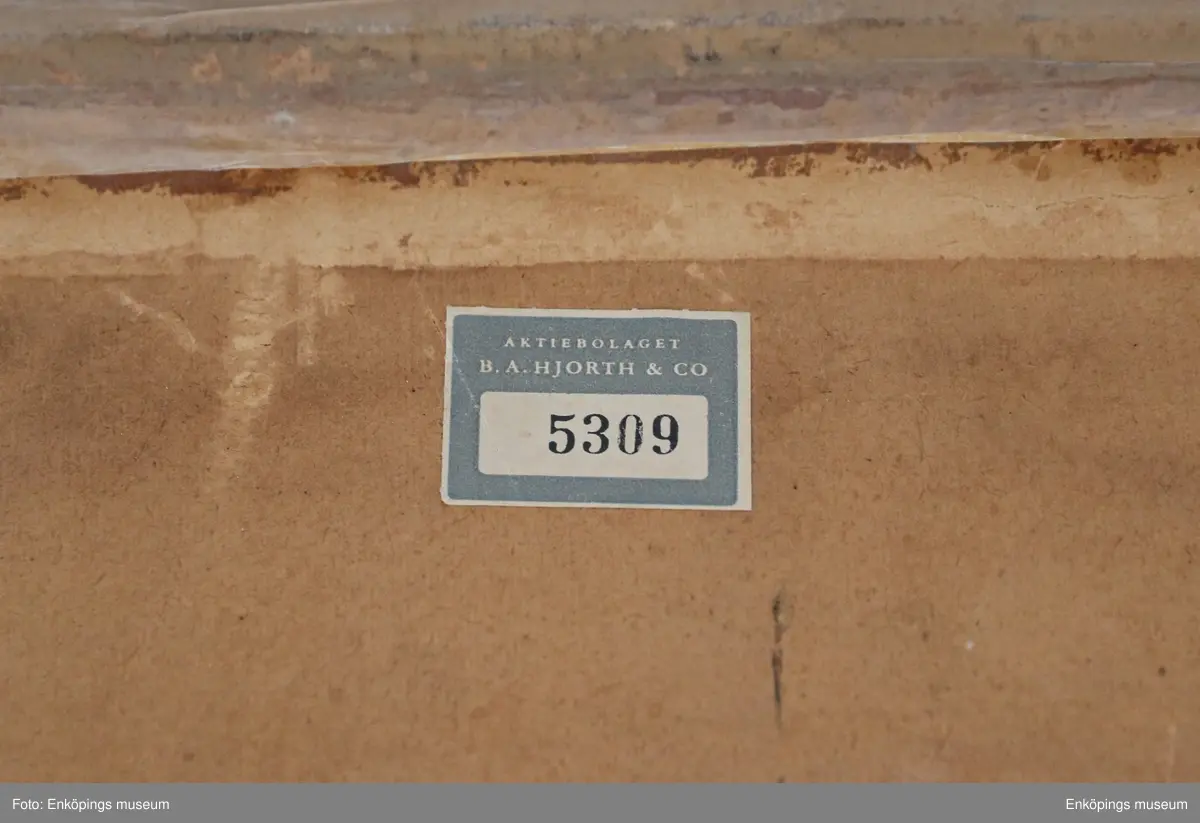 AKTIEBOLAGET
B. A. HJORTH & CO
5309
Foto: Enköpings museum
Enköpings museum